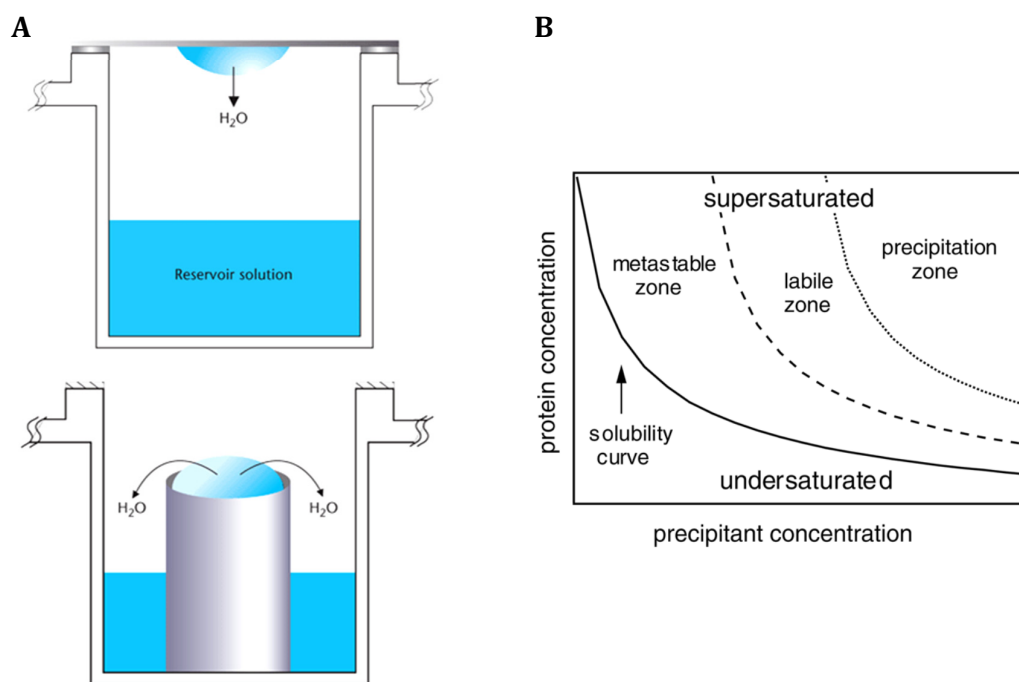 A
H₂O
Reservoir solution
H₂O
H₂O
B
supersaturated
metastable
zone
labile
zone
precipitation
zone
solubility
curve
undersaturated
protein concentration
precipitant concentration